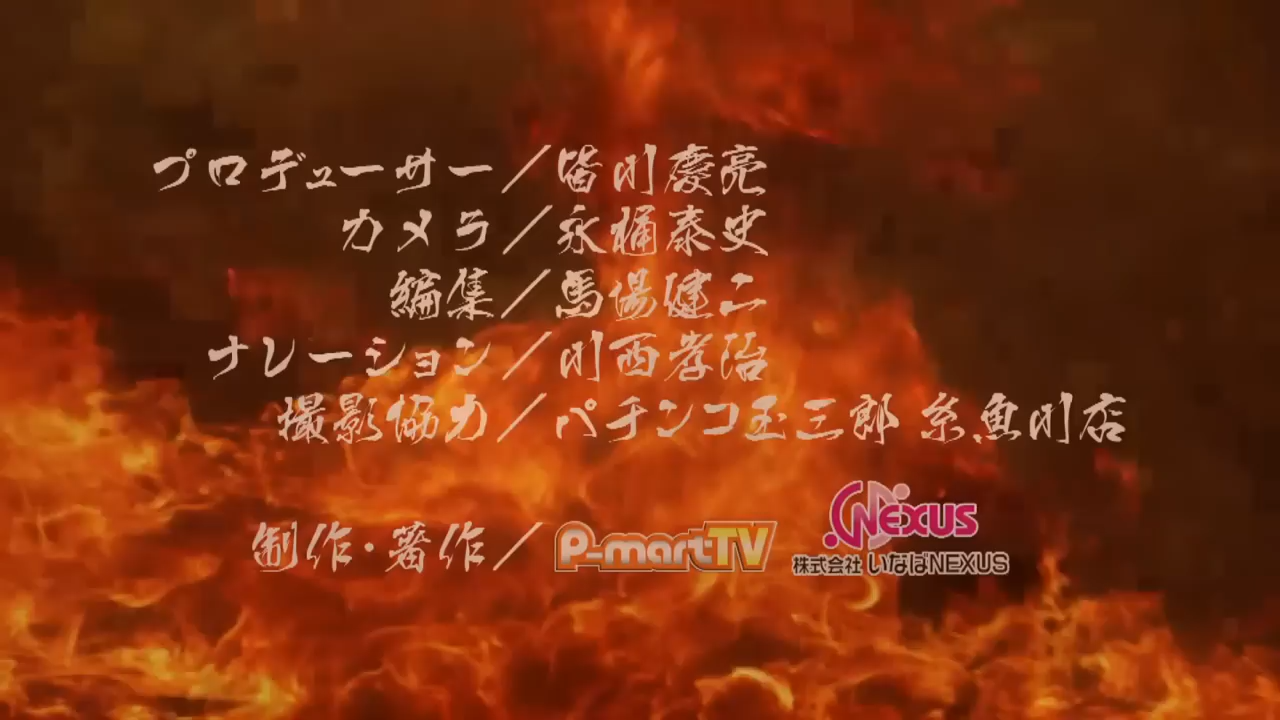 プロデューサー／皆川慶亮
カメラ／永桶泰史
編集／馬場健二
ナレーション／川西孝治
撮影協力／パチンコ玉三郎 糸魚川店
制作・著作／P-martTV NEXUS
株式会社 いなばNEXUS